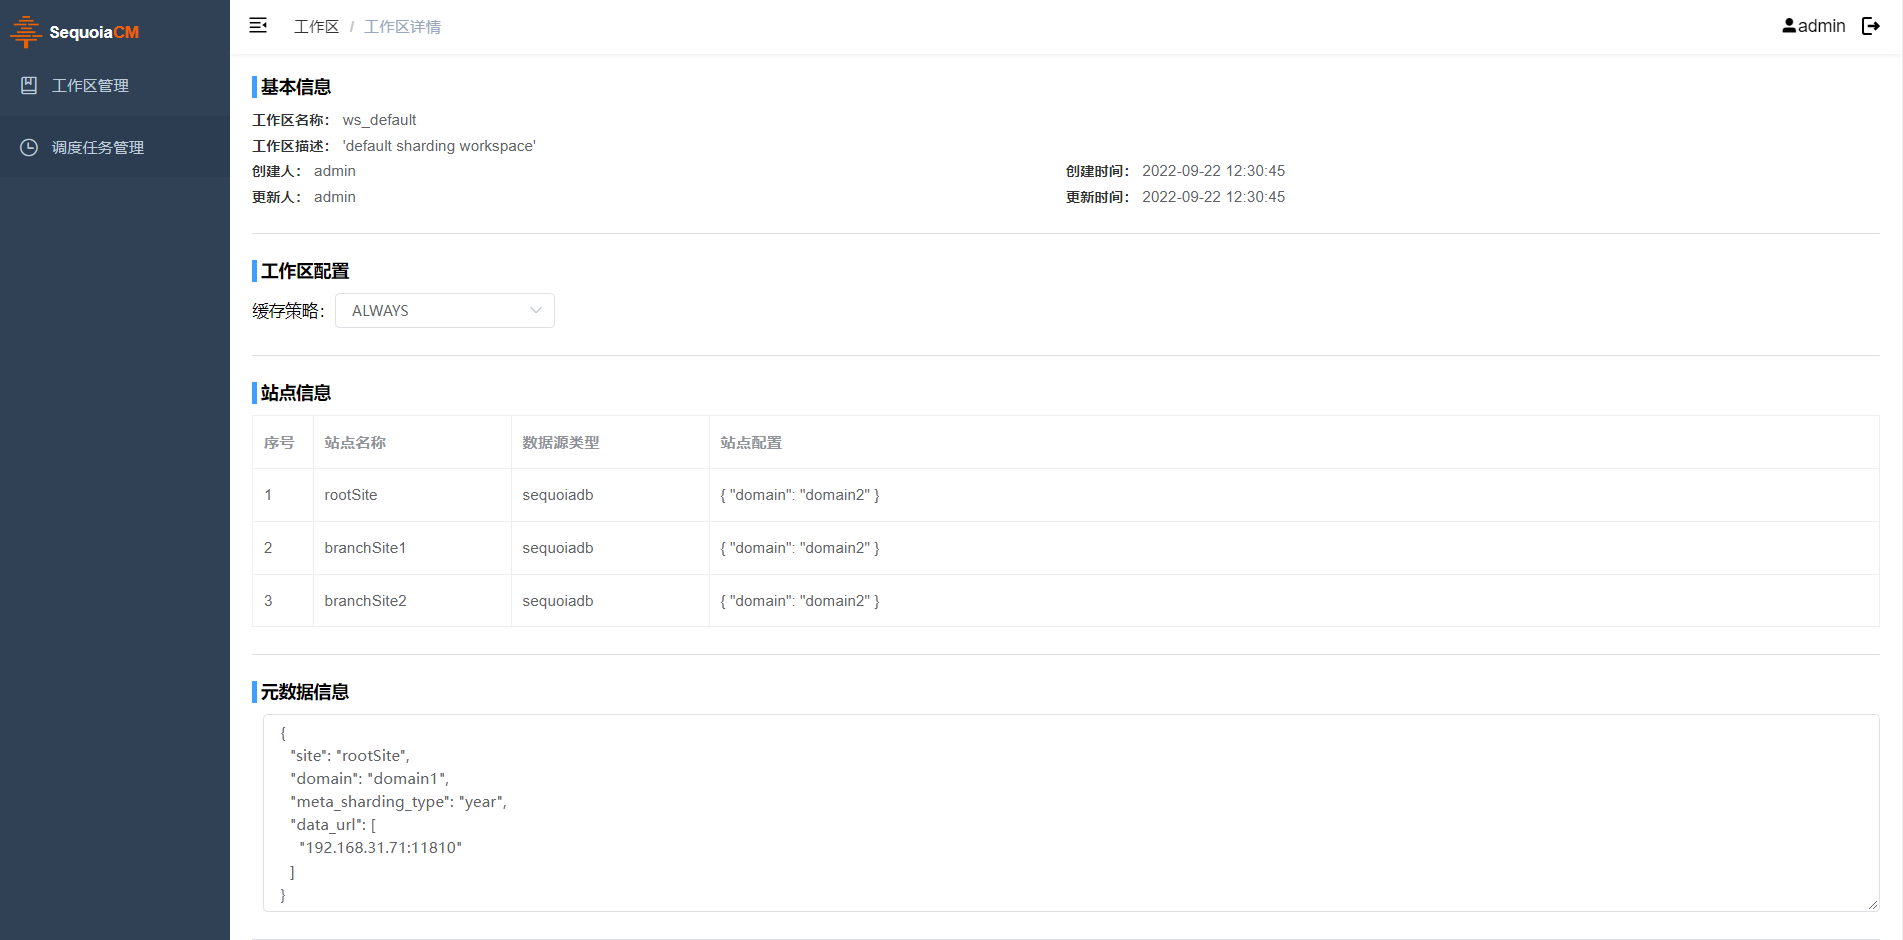 SequoiaCM
工作区管理
调度任务管理
工作区 / 工作区详情
admin
基本信息
工作区名称： ws_default
工作区描述： 'default sharding workspace'
创建人： admin 创建时间： 2022-09-22 12:30:45
更新人： admin 更新时间： 2022-09-22 12:30:45
工作区配置
缓存策略： ALWAYS
站点信息
序号 站点名称 数据源类型 站点配置
1 rootSite sequoiadb { "domain": "domain2" }
2 branchSite1 sequoiadb { "domain": "domain2" }
3 branchSite2 sequoiadb { "domain": "domain2" }
元数据信息
{
"site": "rootSite",
"domain": "domain1",
"meta_sharding_type": "year",
"data_url": [
"192.168.31.71:11810"
]
}